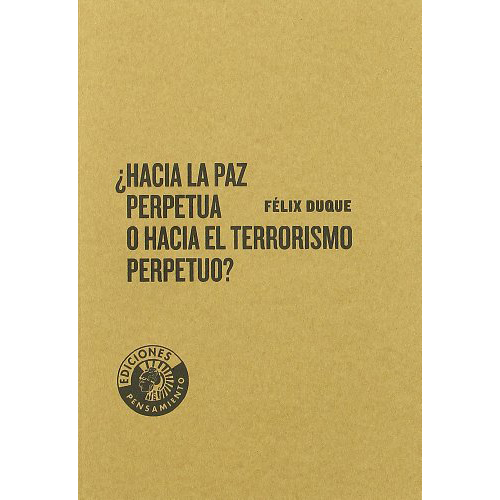 ¿HACIA LA PAZ
PERPETUA
FÉLIX DUQUE
O HACIA EL TERRORISMO
PERPETUO?
EDICIONES
PENSAMIENTO